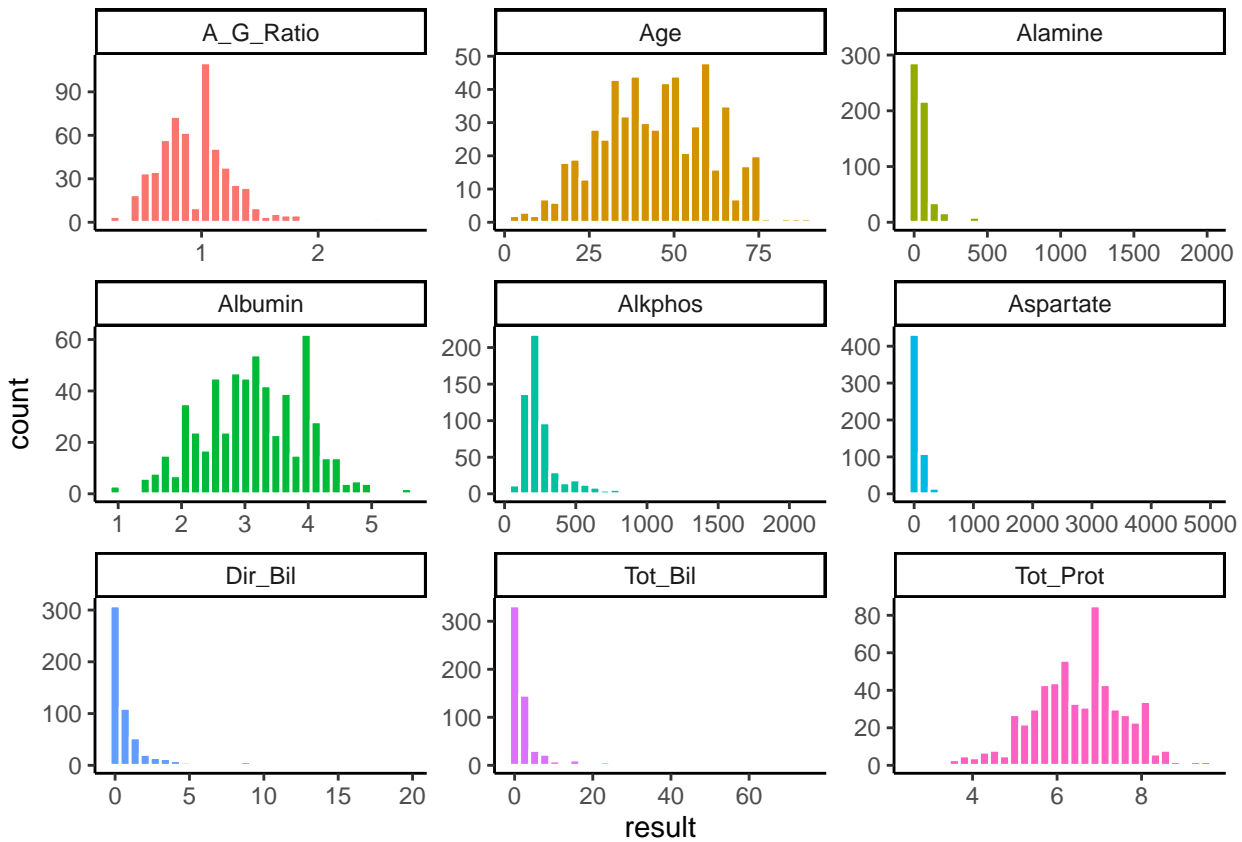 A_G_Ratio
Age
Alamine
90
60
30
0
1 2
50
40
30
20
10
0
0 25 50 75
300
200
100
0
0 500 1000 1500 2000
Albumin
Alkphos
Aspartate
60
40
20
0
1 2 3 4 5
200
150
100
50
0
0 500 1000 1500 2000
400
300
200
100
0
0 1000 2000 3000 4000 5000
count
Dir_Bil
Tot_Bil
Tot_Prot
300
200
100
0
0 5 10 15 20
300
200
100
0
0 20 40 60
80
60
40
20
0
4 6 8
result